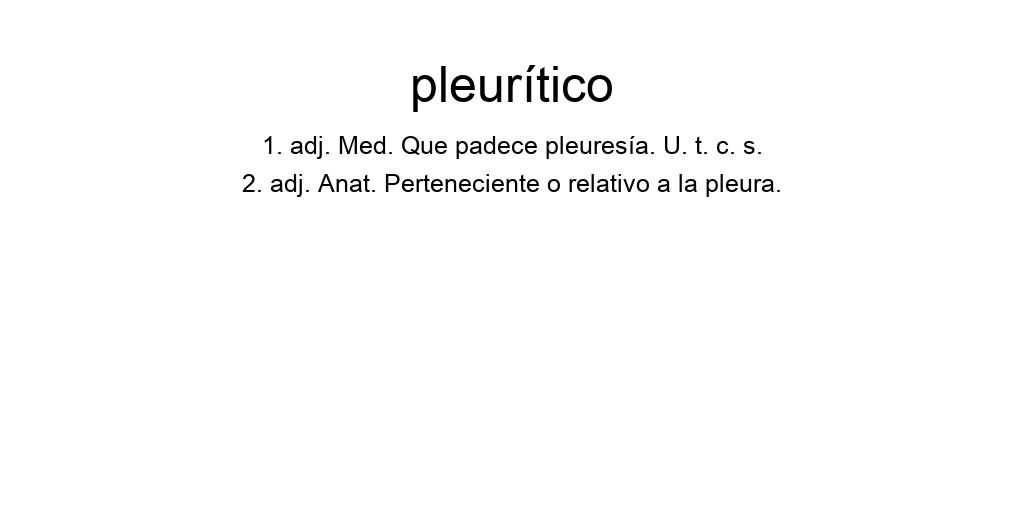 pleurítico
1. adj. Med. Que padece pleuresía. U. t. c. s.
2. adj. Anat. Perteneciente o relativo a la pleura.